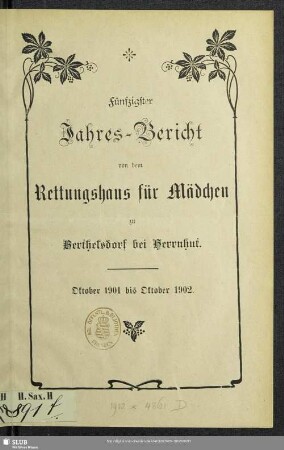 Fünfzigster
Jahres-Bericht
von dem
Rettungshaus für Mädchen
zu
Berthelsdorf bei Herrnhut.
Oktober 1901 bis Oktober 1902.
H. Sax. H
SLUB